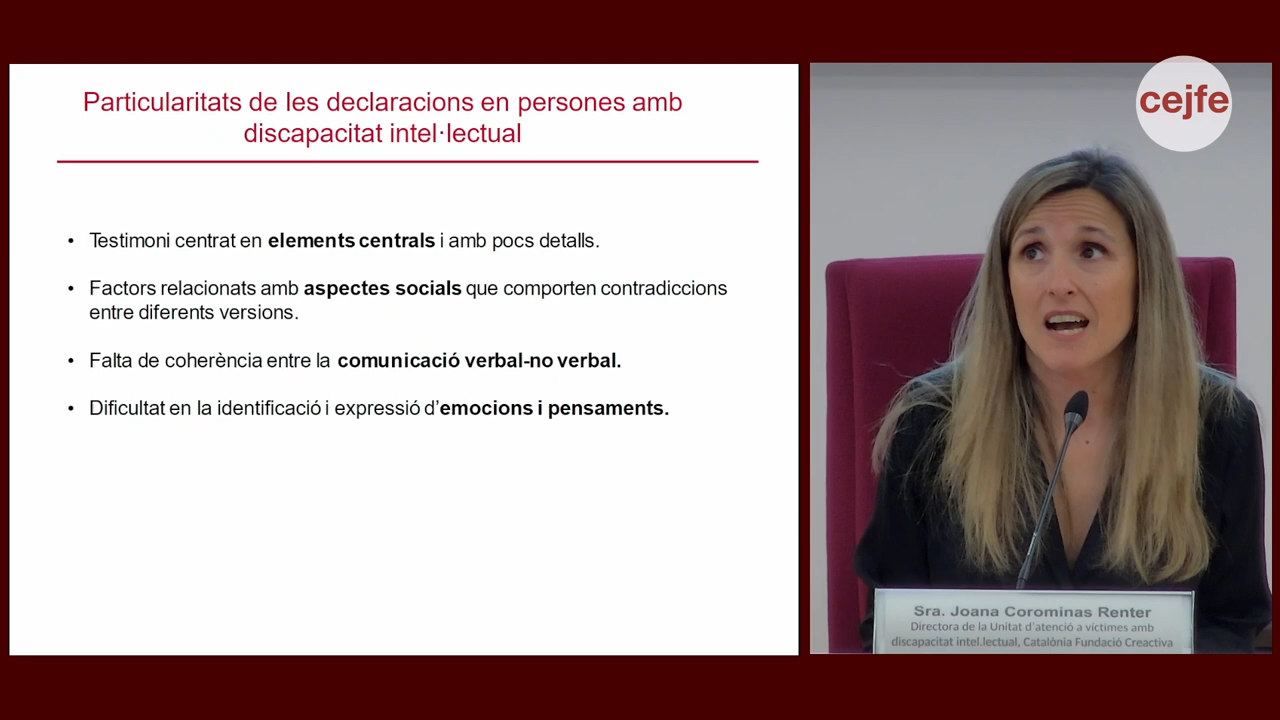 Particularitats de les declaracions en persones amb
discapacitat intel·lectual
• Testimoni centrat en elements centrals i amb pocs detalls.
• Factors relacionats amb aspectes socials que comporten contradiccions
entre diferents versions.
• Falta de coherència entre la comunicació verbal-no verbal.
• Dificultat en la identificació i expressió d’emocions i pensaments.
cejfe
Sra. Joana Corominas Renter
Directora de la Unitat d'atenció a víctimes amb
discapacitat intel.lectual, Catalònia Fundació Creactiva